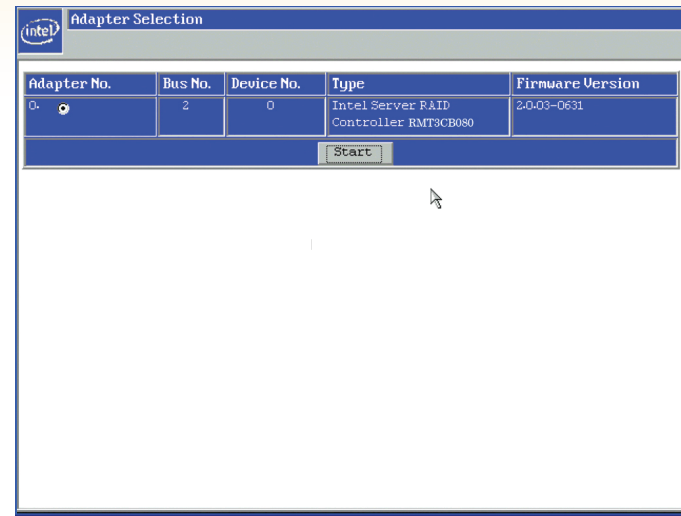 intel
Adapter Selection
Adapter No. Bus No. Device No. Type Firmware Version
0. 2 0 Intel Server RAID 2.0.03-0631
Controller RMT3CB080
Start